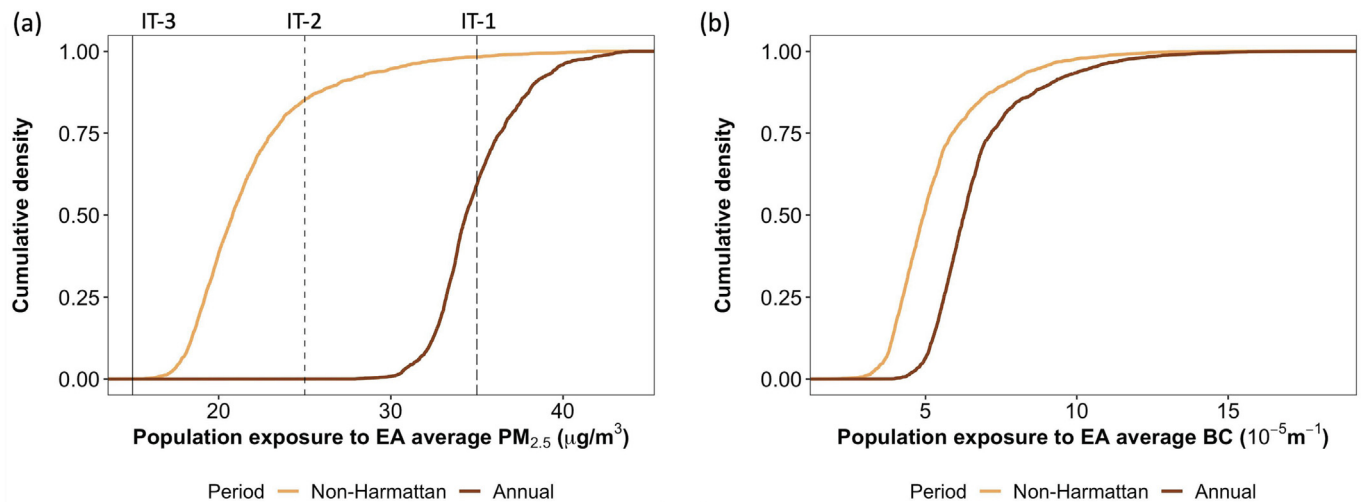 (a)
IT-3 IT-2 IT-1
Cumulative density
1.00
0.75
0.50
0.25
0.00
20 30 40
Population exposure to EA average PM2.5 (μg/m³)
Period Non-Harmattan Annual
(b)
Cumulative density
1.00
0.75
0.50
0.25
0.00
5 10 15
Population exposure to EA average BC (10⁻⁵m⁻¹)
Period Non-Harmattan Annual